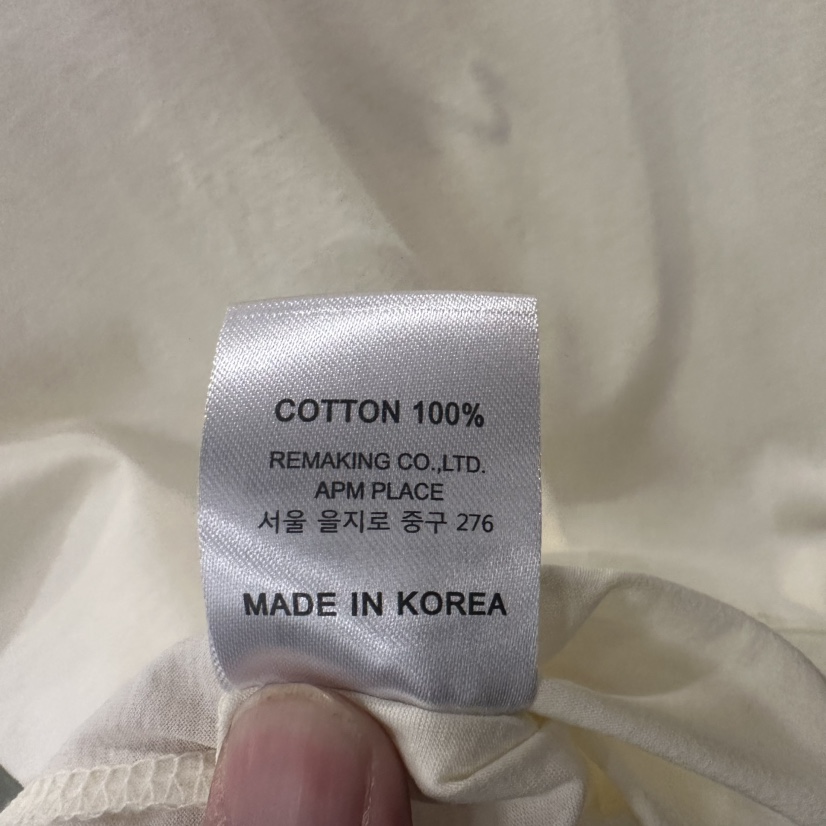 COTTON 100%
REMAKING CO.,LTD.
APM PLACE
서울 을지로 중구 276
MADE IN KOREA